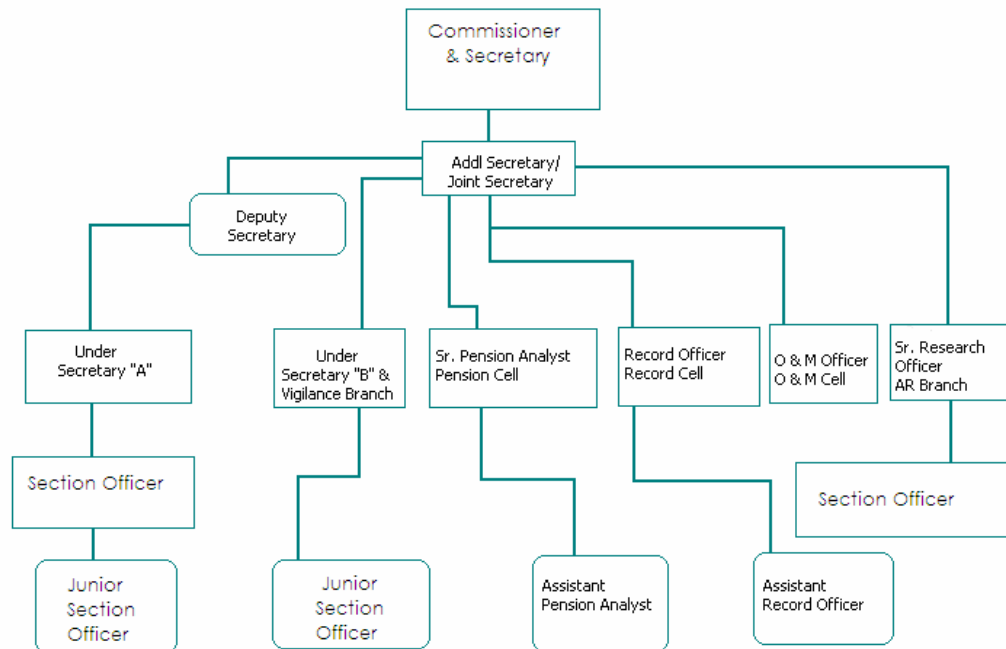 Commissioner
& Secretary
Addl Secretary/
Joint Secretary
Deputy
Secretary
Under
Secretary "A"
Under
Secretary "B" &
Vigilance Branch
Sr. Pension Analyst
Pension Cell
Record Officer
Record Cell
O & M Officer
O & M Cell
Sr. Research
Officer
AR Branch
Section Officer
Section Officer
Junior
Section
Officer
Junior
Section
Officer
Assistant
Pension Analyst
Assistant
Record Officer